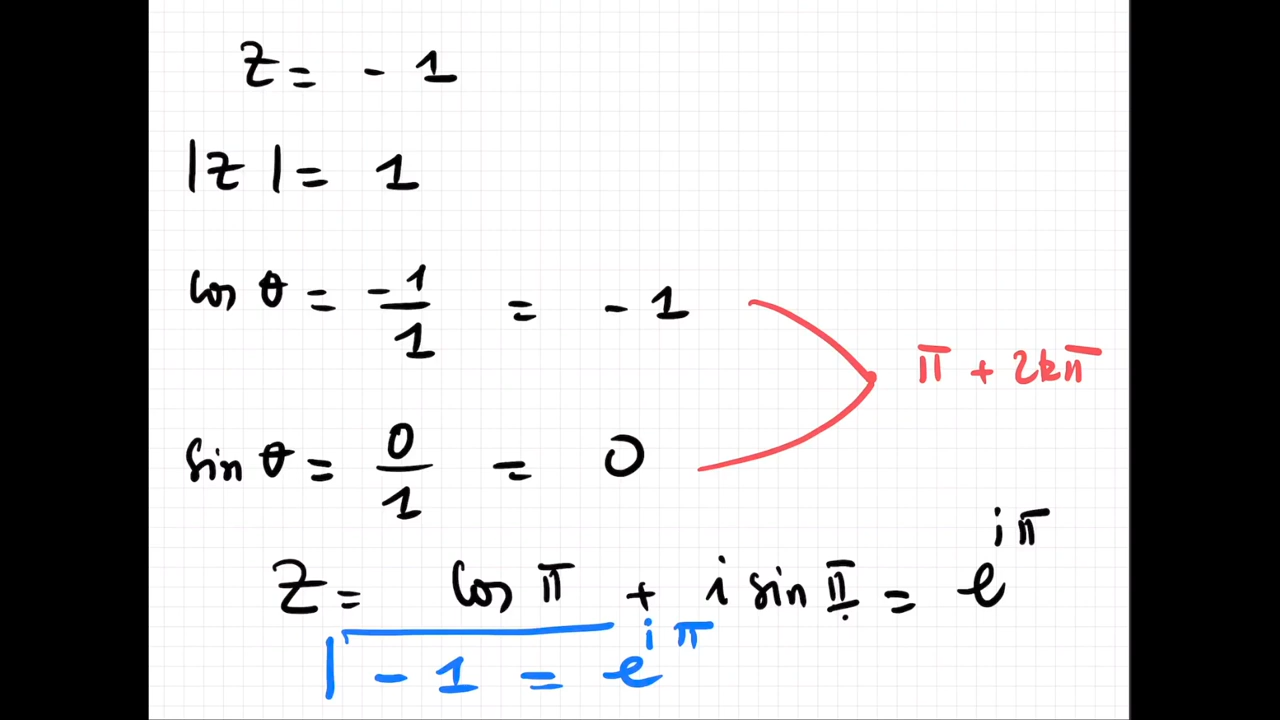 z = - 1
|z| = 1
cos θ = -1/1 = - 1
π + 2kπ
sin θ = 0/1 = 0
z = cos π + i sin π = e^{iπ}
- 1 = e^{iπ}